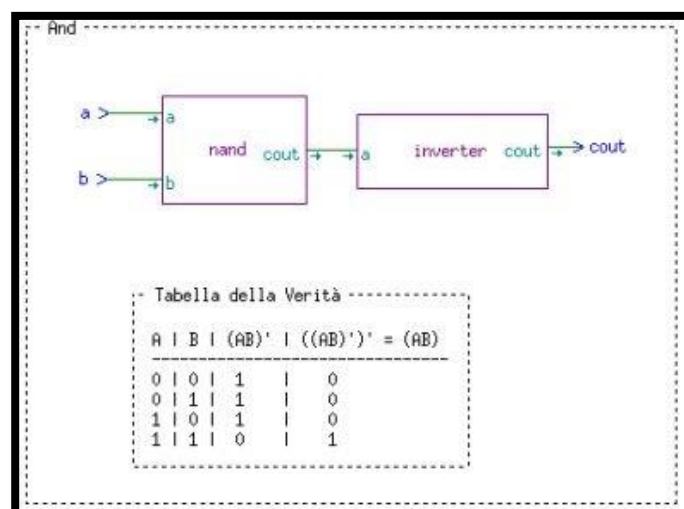 And
a > a
nand cout a inverter cout > cout
b > b
Tabella della Verità
A | B | (AB)' | ((AB)')' = (AB)
0 | 0 | 1 | 0
0 | 1 | 1 | 0
1 | 0 | 1 | 0
1 | 1 | 0 | 1